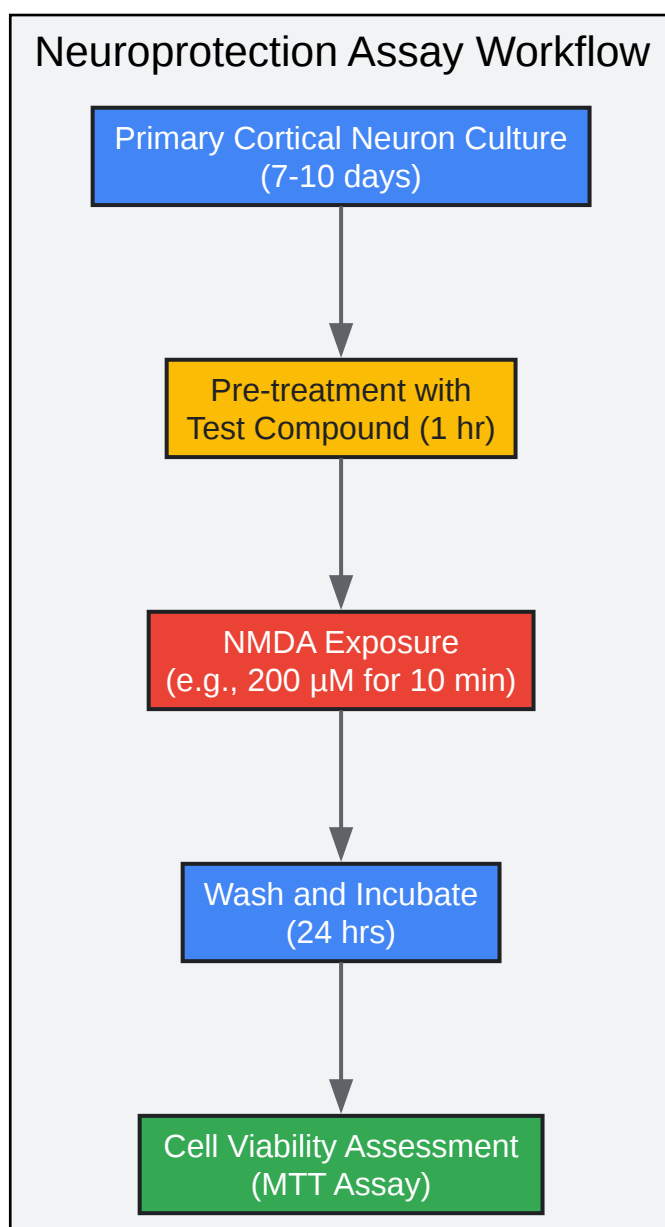 Neuroprotection Assay Workflow
Primary Cortical Neuron Culture
(7-10 days)
Pre-treatment with
Test Compound (1 hr)
NMDA Exposure
(e.g., 200 µM for 10 min)
Wash and Incubate
(24 hrs)
Cell Viability Assessment
(MTT Assay)